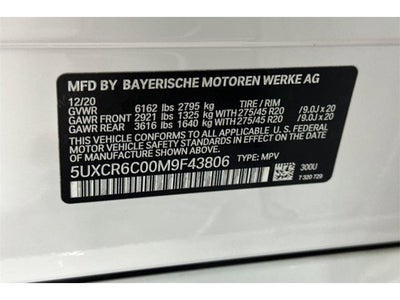 MFD BY BAYERISCHE MOTOREN WERKE AG
12/20
GVWR 6162 lbs 2795 kg TIRE / RIM
GAWR FRONT 2921 lbs 1325 kg 275/45 R20 /9.0J x 20
GAWR REAR 3616 lbs 1640 kg 275/45 R20 /9.0J x 20
THIS VEHICLE CONFORMS TO ALL APPLICABLE U.S. FEDERAL
MOTOR VEHICLE SAFETY STANDARDS IN EFFECT ON THE
DATE OF MANUFACTURE SHOWN ABOVE.
5UXCR6C00M9F43806 TYPE: MPV
300U
7 320 729